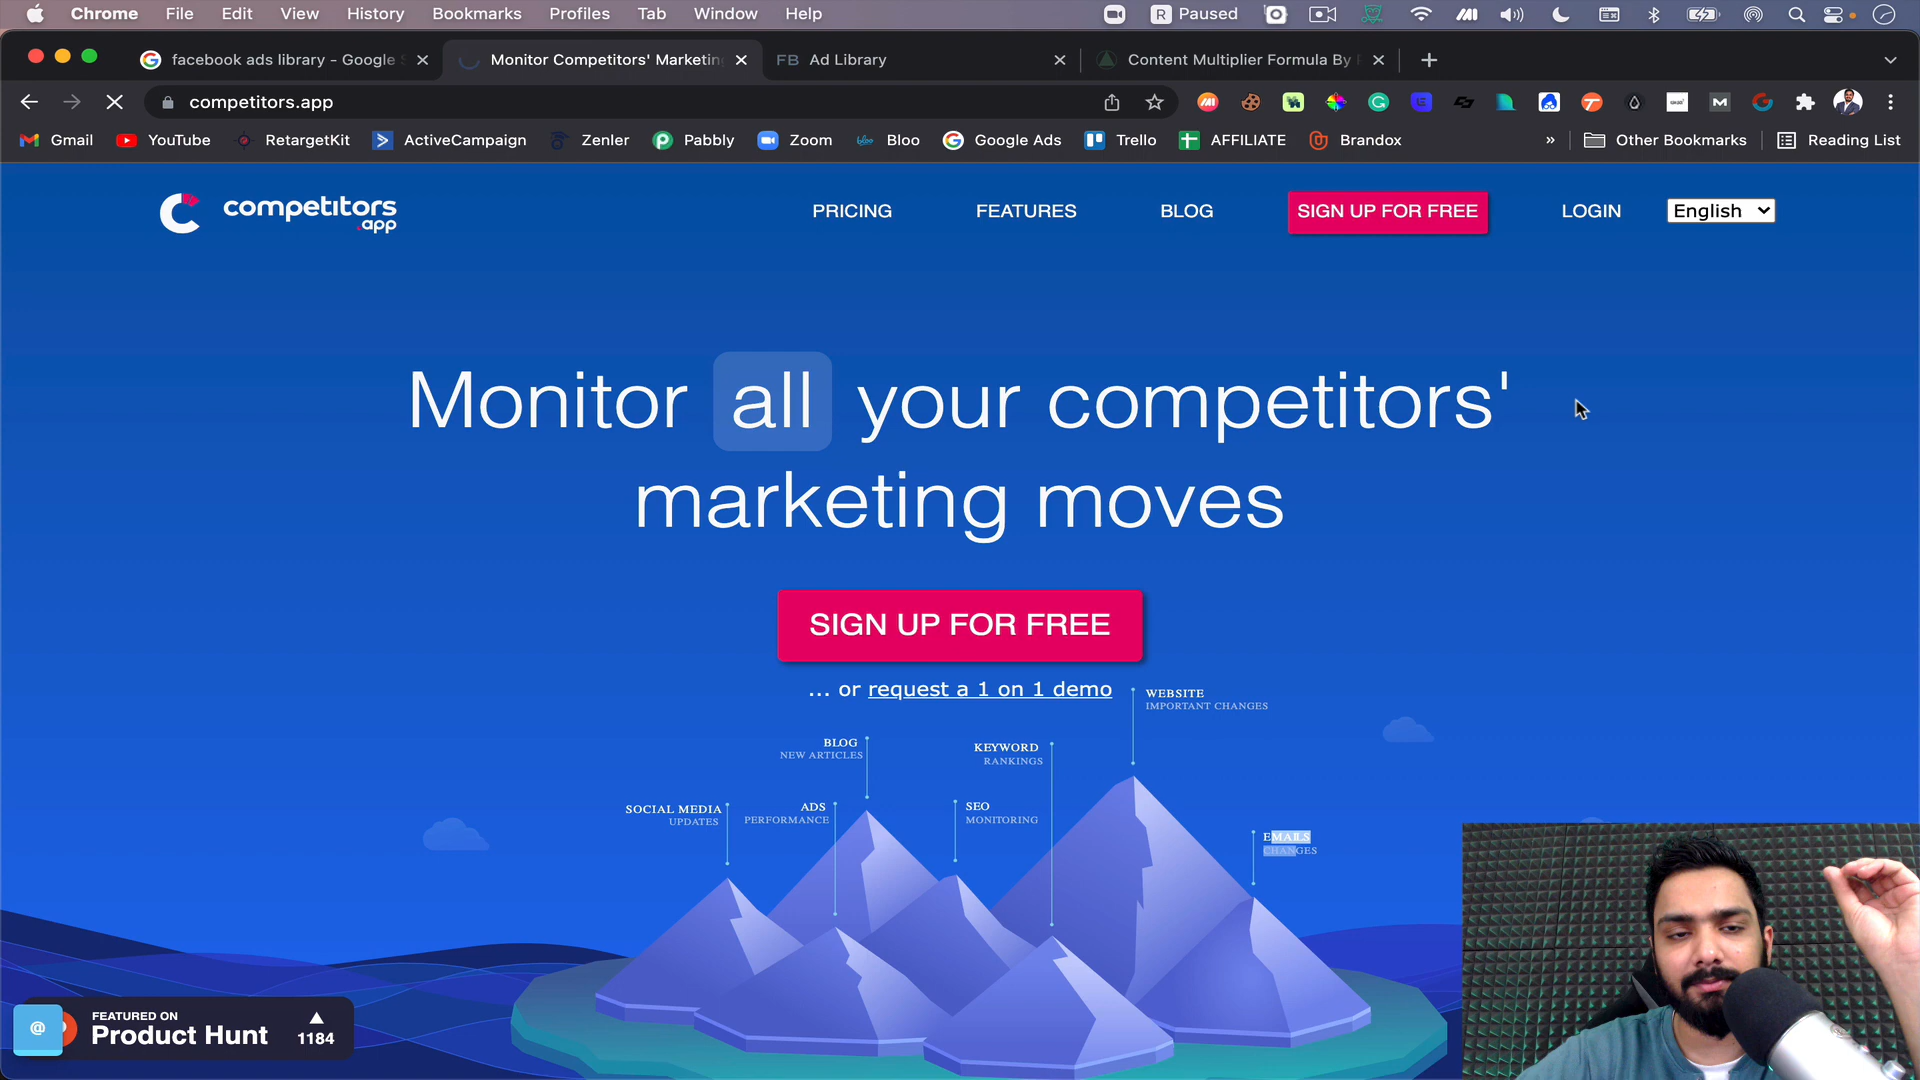 Chrome File Edit View History Bookmarks Profiles Tab Window Help R Paused
facebook ads library - Google S
Monitor Competitors' Marketing
FB Ad Library
Content Multiplier Formula By
competitors.app
Gmail YouTube RetargetKit ActiveCampaign Zenler Pabbly Zoom Bloo Google Ads Trello AFFILIATE Brandox » Other Bookmarks Reading List
competitors
.app
PRICING FEATURES BLOG SIGN UP FOR FREE LOGIN English
Monitor all your competitors'
marketing moves
SIGN UP FOR FREE
... or request a 1 on 1 demo
WEBSITE
IMPORTANT CHANGES
BLOG
NEW ARTICLES
KEYWORD
RANKINGS
SOCIAL MEDIA
UPDATES
ADS
PERFORMANCE
SEO
MONITORING
EMAILS
CHANGES
@
FEATURED ON
Product Hunt
1184